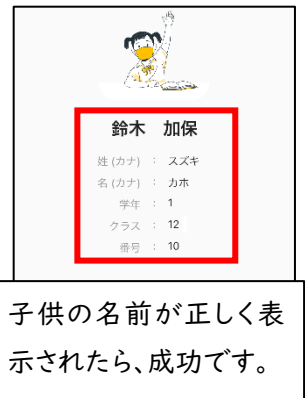 鈴木 加保
姓(カナ) : スズキ
名(カナ) : カホ
学年 : 1
クラス : 12
番号 : 10
子供の名前が正しく表
示されたら、成功です。